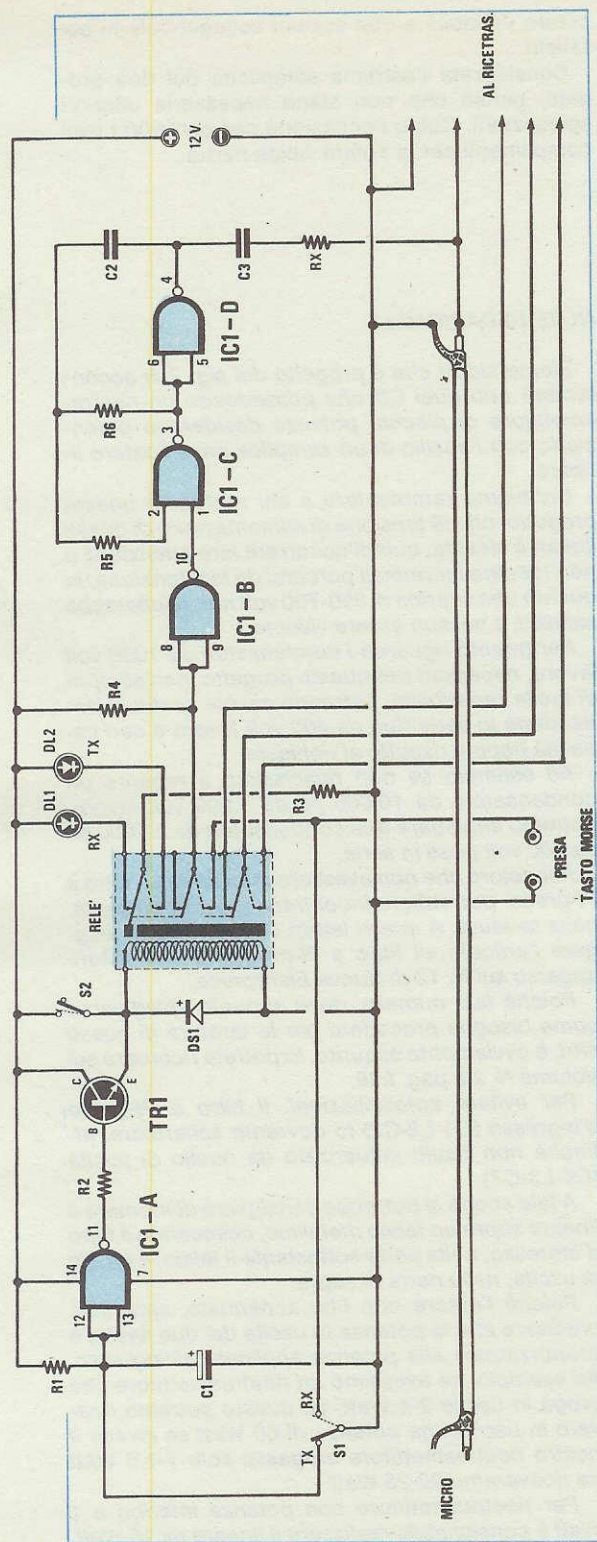 R1
12
13
14
11
7
IC1-A
C1
+
R2
B
C
E
TR1
S2
DS1
+
RELE'
DL1
RX
DL2
TX
R3
R4
8
9
10
IC1-B
R5
R6
2
1
3
IC1-C
6
5
4
IC1-D
C2
C3
RX
+
12 V
-
TX
RX
S1
MICRO
PRESA
TASTO MORSE
AL RICETRAS.